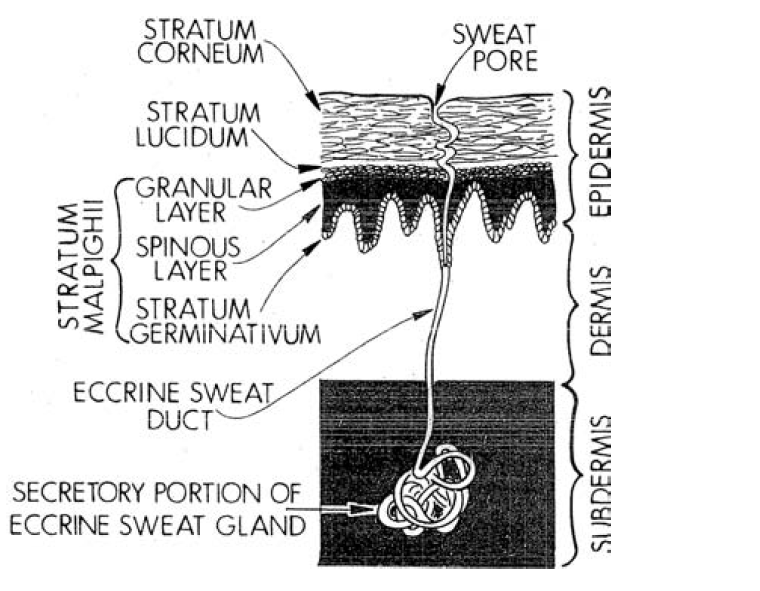 STRATUM
CORNEUM
SWEAT
PORE
STRATUM
LUCIDUM
GRANULAR
LAYER
SPINOUS
LAYER
STRATUM
GERMINATIVUM
STRATUM
MALPIGHII
ECCRINE SWEAT
DUCT
SECRETORY PORTION OF
ECCRINE SWEAT GLAND
EPIDERMIS
DERMIS
SUBDERMIS